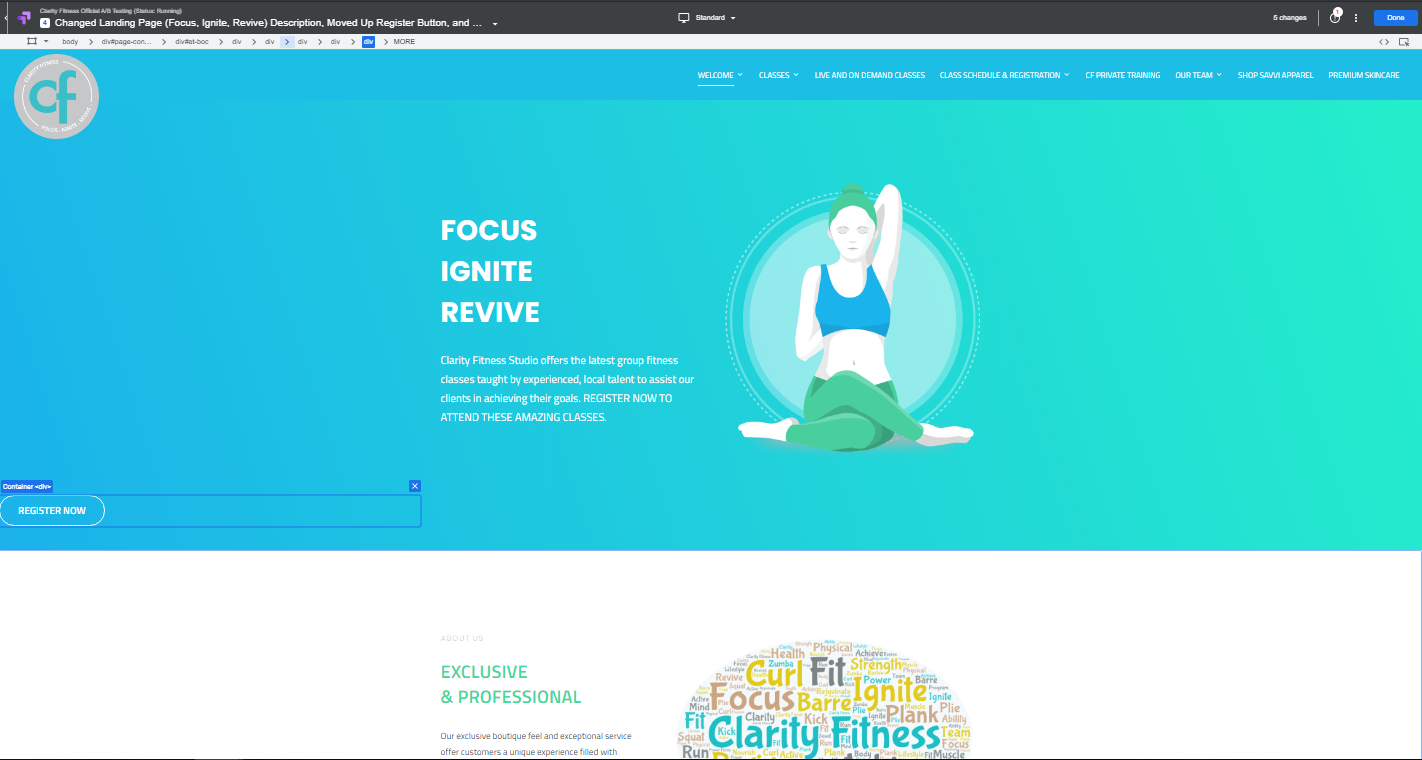 Clarity Fitness Official A/B Testing (Status: Running)
4 Changed Landing Page (Focus, Ignite, Revive) Description, Moved Up Register Button, and ...
Standard
5 changes
1
Done
body
div#page-con...
div#et-boc
div
div
div
div
div
MORE
CLARITY FITNESS
cf
FOCUS . IGNITE . REVIVE
WELCOME
CLASSES
LIVE AND ON DEMAND CLASSES
CLASS SCHEDULE & REGISTRATION
CF PRIVATE TRAINING
OUR TEAM
SHOP SAVVI APPAREL
PREMIUM SKINCARE
FOCUS
IGNITE
REVIVE
Clarity Fitness Studio offers the latest group fitness
classes taught by experienced, local talent to assist our
clients in achieving their goals. REGISTER NOW TO
ATTEND THESE AMAZING CLASSES.
Container <div>
REGISTER NOW
ABOUT US
EXCLUSIVE
& PROFESSIONAL
Our exclusive boutique feel and exceptional service
offer customers a unique experience filled with
Health
Physical
Achieve
Zumba
Curl
Fit
Strength
Revive
Power
Barre
Squat
Focus
Rejuvinate
Ignite
Ignite
Active
Mind
Barre
Plank
Plie
Ability
Fit
Clarity
Kick
Clarity Fitness
Team
Focus
Run
Muscle